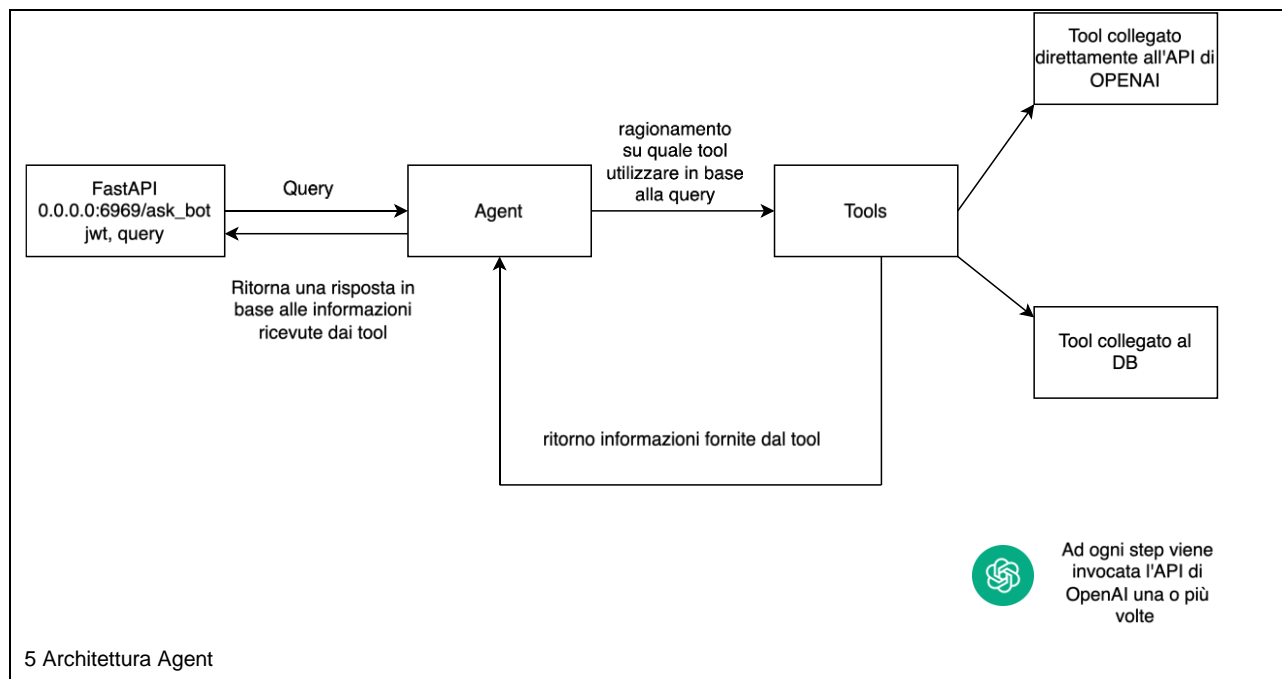 Tool collegato
direttamente all'API di
OPENAI
ragionamento
su quale tool
utilizzare in base
alla query
FastAPI
0.0.0.0:6969/ask_bot
jwt, query
Query
Agent
Tools
Ritorna una risposta in
base alle informazioni
ricevute dai tool
Tool collegato al
DB
ritorno informazioni fornite dal tool
Ad ogni step viene
invocata l'API di
OpenAI una o più
volte
5 Architettura Agent